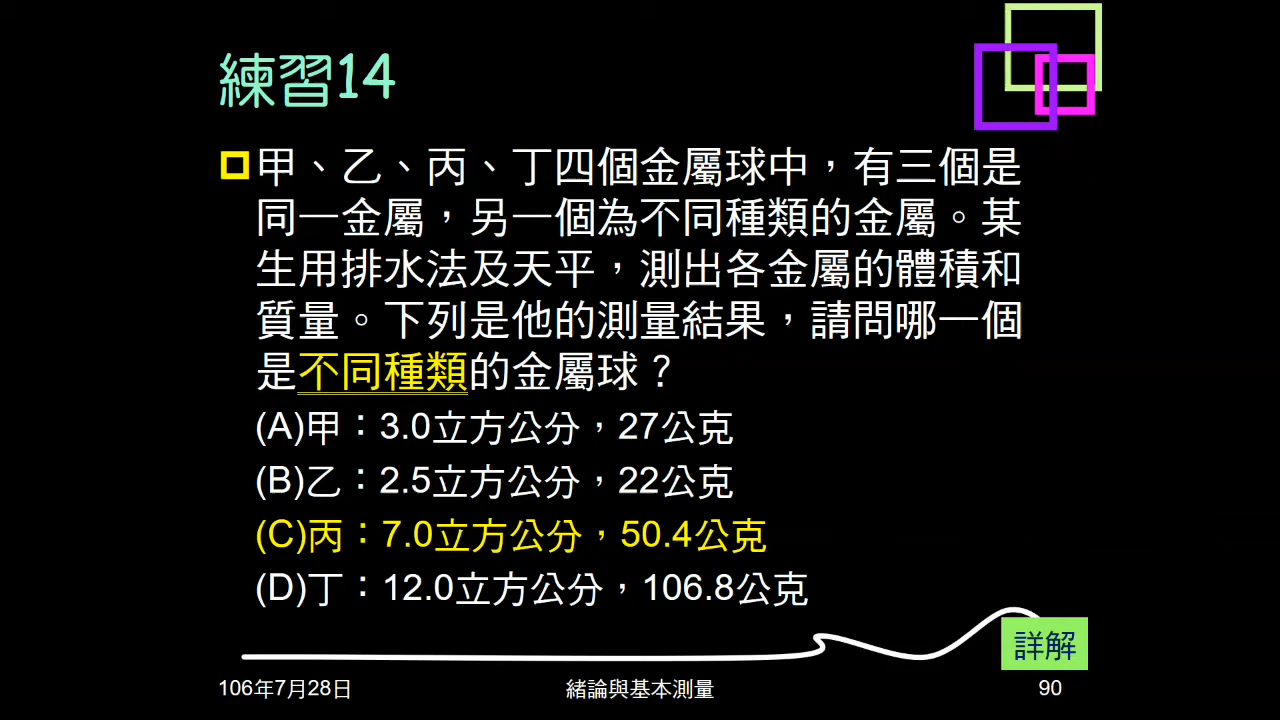 練習14
甲、乙、丙、丁四個金屬球中，有三個是
同一金屬，另一個為不同種類的金屬。某
生用排水法及天平，測出各金屬的體積和
質量。下列是他的測量結果，請問哪一個
是不同種類的金屬球？
(A)甲：3.0立方公分，27公克
(B)乙：2.5立方公分，22公克
(C)丙：7.0立方公分，50.4公克
(D)丁：12.0立方公分，106.8公克
詳解
106年7月28日
緒論與基本測量
90